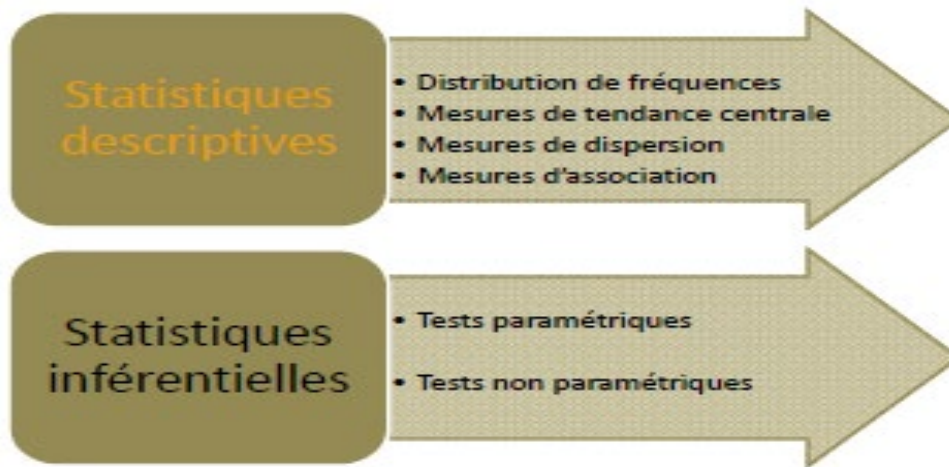 Statistiques
descriptives
• Distribution de fréquences
• Mesures de tendance centrale
• Mesures de dispersion
• Mesures d'association
Statistiques
inférentielles
• Tests paramétriques
• Tests non paramétriques